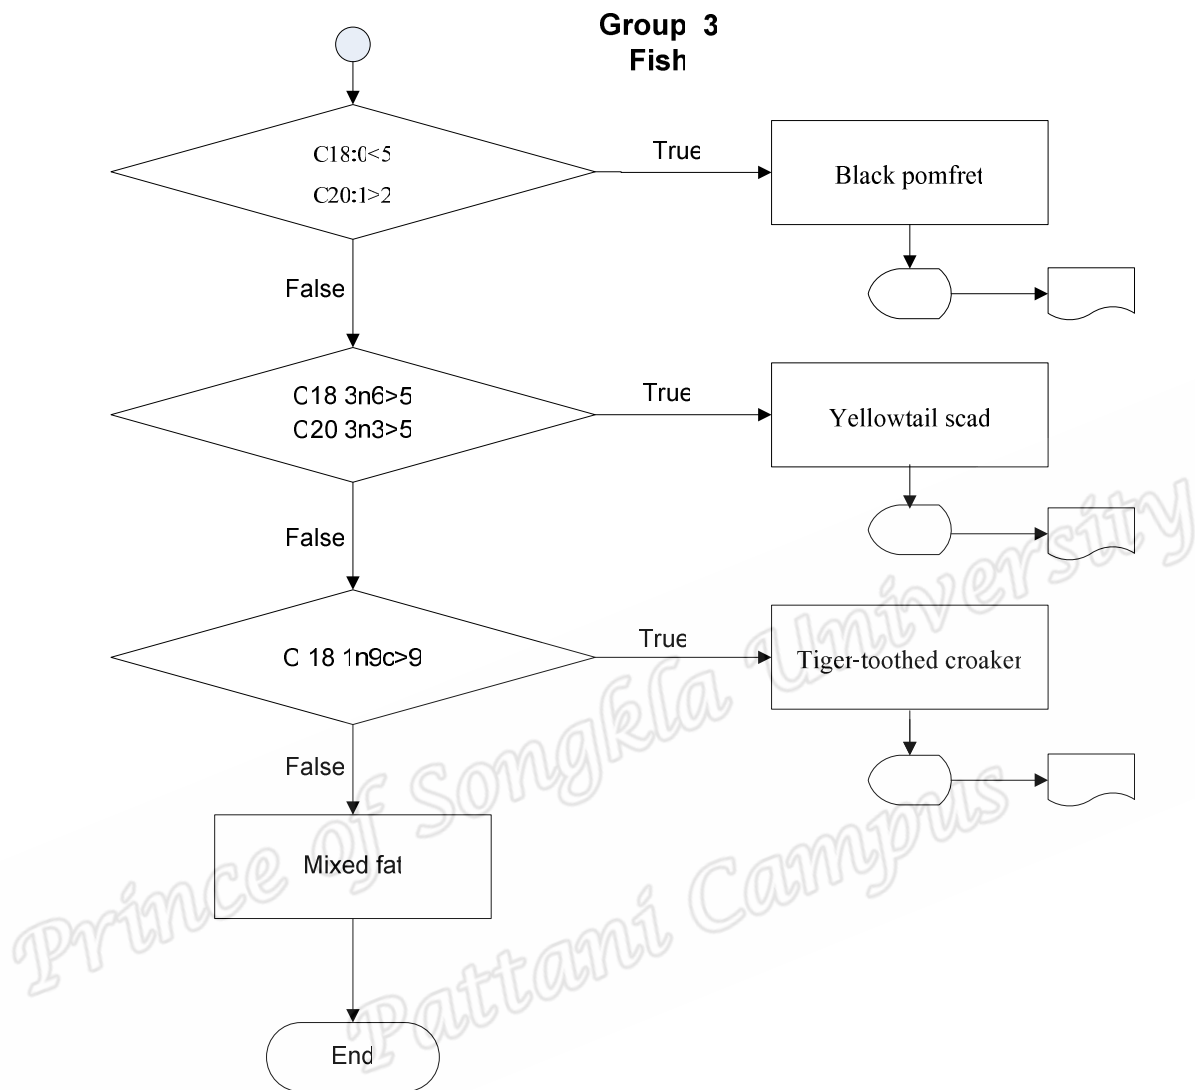 Group 3
Fish
C18:0<5
C20:1>2
True
Black pomfret
False
C18 3n6>5
C20 3n3>5
True
Yellowtail scad
False
C 18 1n9c>9
True
Tiger-toothed croaker
False
Mixed fat
End
Prince of Songkla University
Pattani Campus